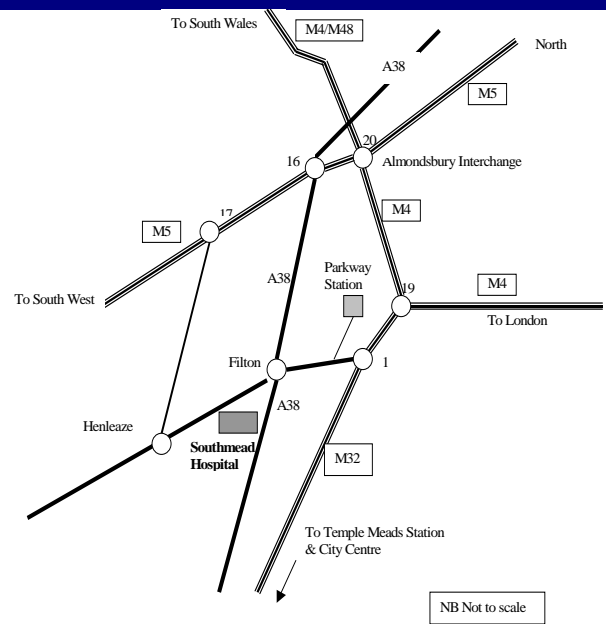 To South Wales
M4/M48
A38
North
M5
20
16
Almondsbury Interchange
17
M4
M5
Parkway
Station
A38
M4
19
To South West
To London
Filton
1
A38
Henleaze
Southmead
Hospital
M32
To Temple Meads Station
& City Centre
NB Not to scale